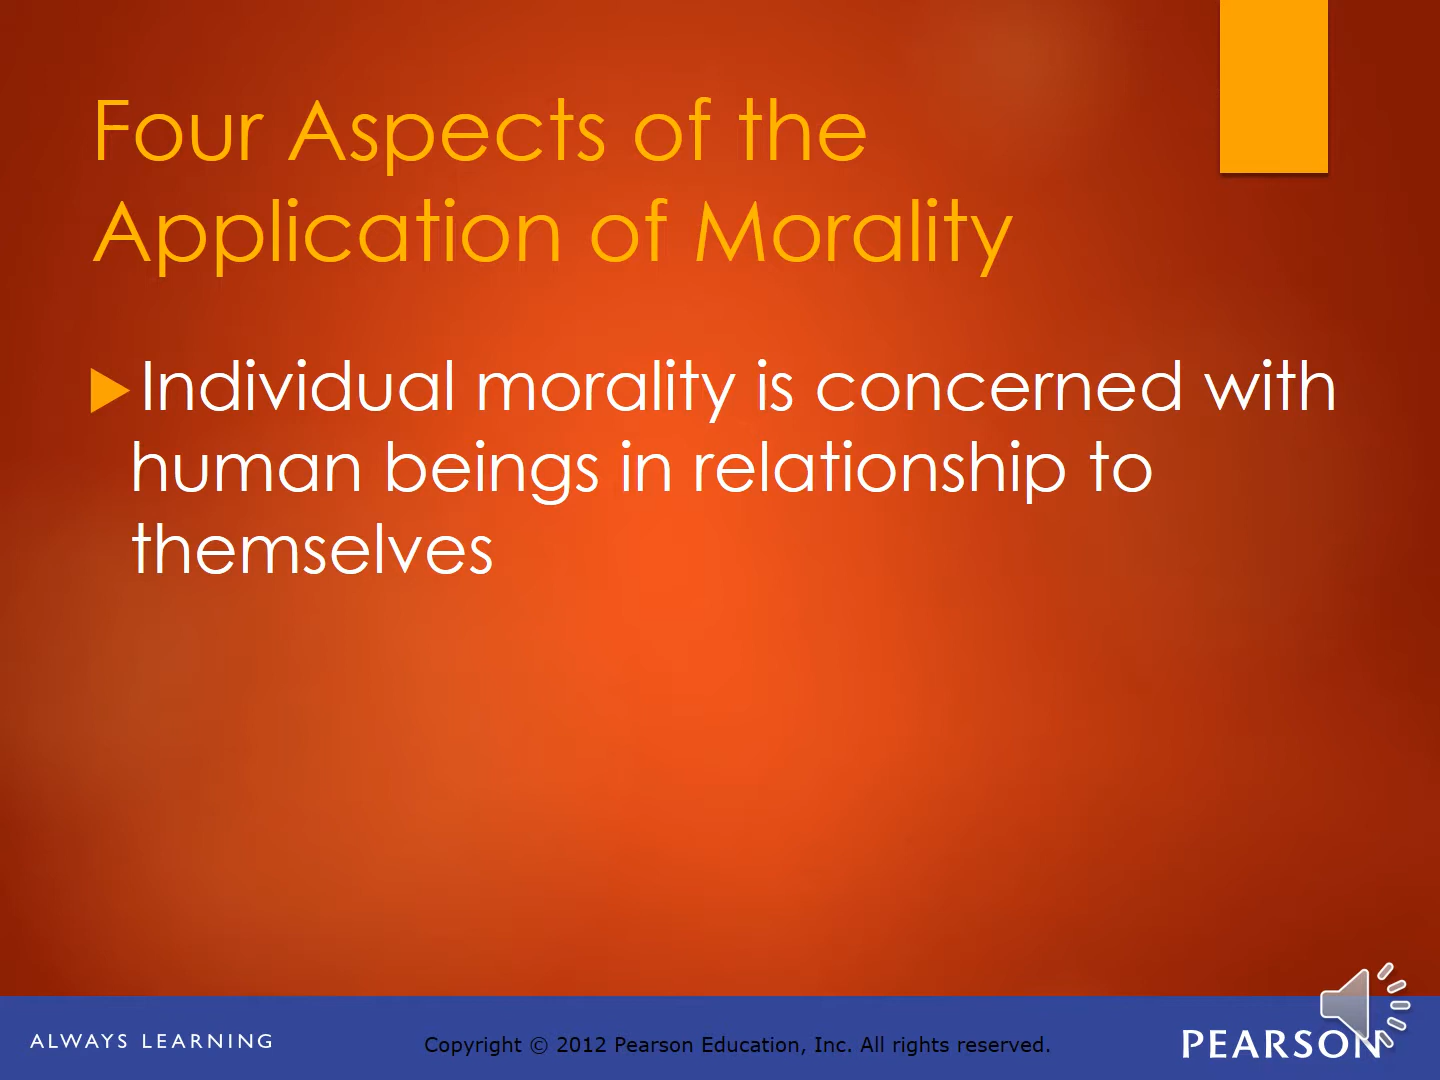 Four Aspects of the
Application of Morality
Individual morality is concerned with
human beings in relationship to
themselves
ALWAYS LEARNING
Copyright © 2012 Pearson Education, Inc. All rights reserved.
PEARSON